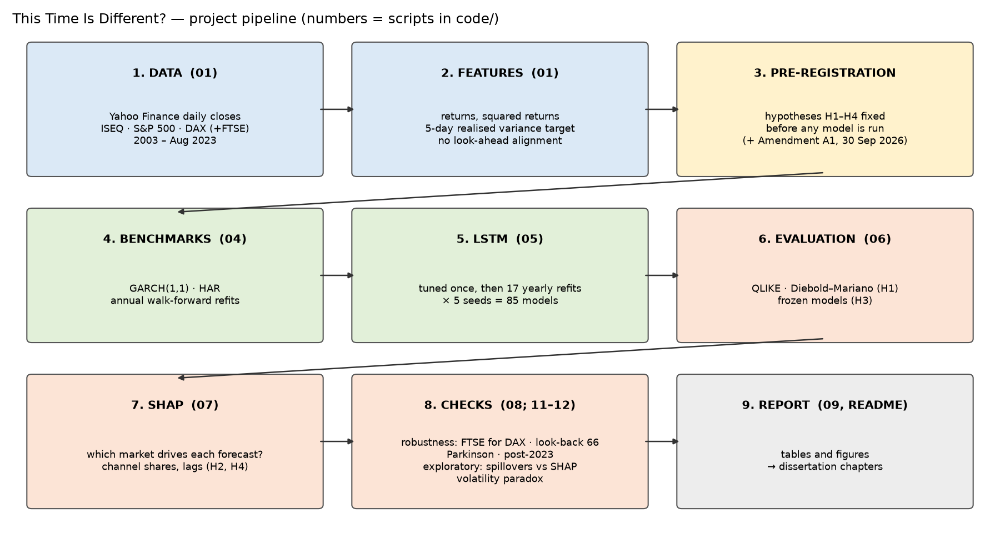 This Time Is Different? — project pipeline (numbers = scripts in code/)
1. DATA  (01)
Yahoo Finance daily closes
ISEQ · S&P 500 · DAX (+FTSE)
2003 – Aug 2023
2. FEATURES  (01)
returns, squared returns
5-day realised variance target
no look-ahead alignment
3. PRE-REGISTRATION
hypotheses H1–H4 fixed
before any model is run
(+ Amendment A1, 30 Sep 2026)
4. BENCHMARKS  (04)
GARCH(1,1) · HAR
annual walk-forward refits
5. LSTM  (05)
tuned once, then 17 yearly refits
× 5 seeds = 85 models
6. EVALUATION  (06)
QLIKE · Diebold–Mariano (H1)
frozen models (H3)
7. SHAP  (07)
which market drives each forecast?
channel shares, lags (H2, H4)
8. CHECKS  (08; 11–12)
robustness: FTSE for DAX · look-back 66
Parkinson · post-2023
exploratory: spillovers vs SHAP
volatility paradox
9. REPORT  (09, README)
tables and figures
→ dissertation chapters